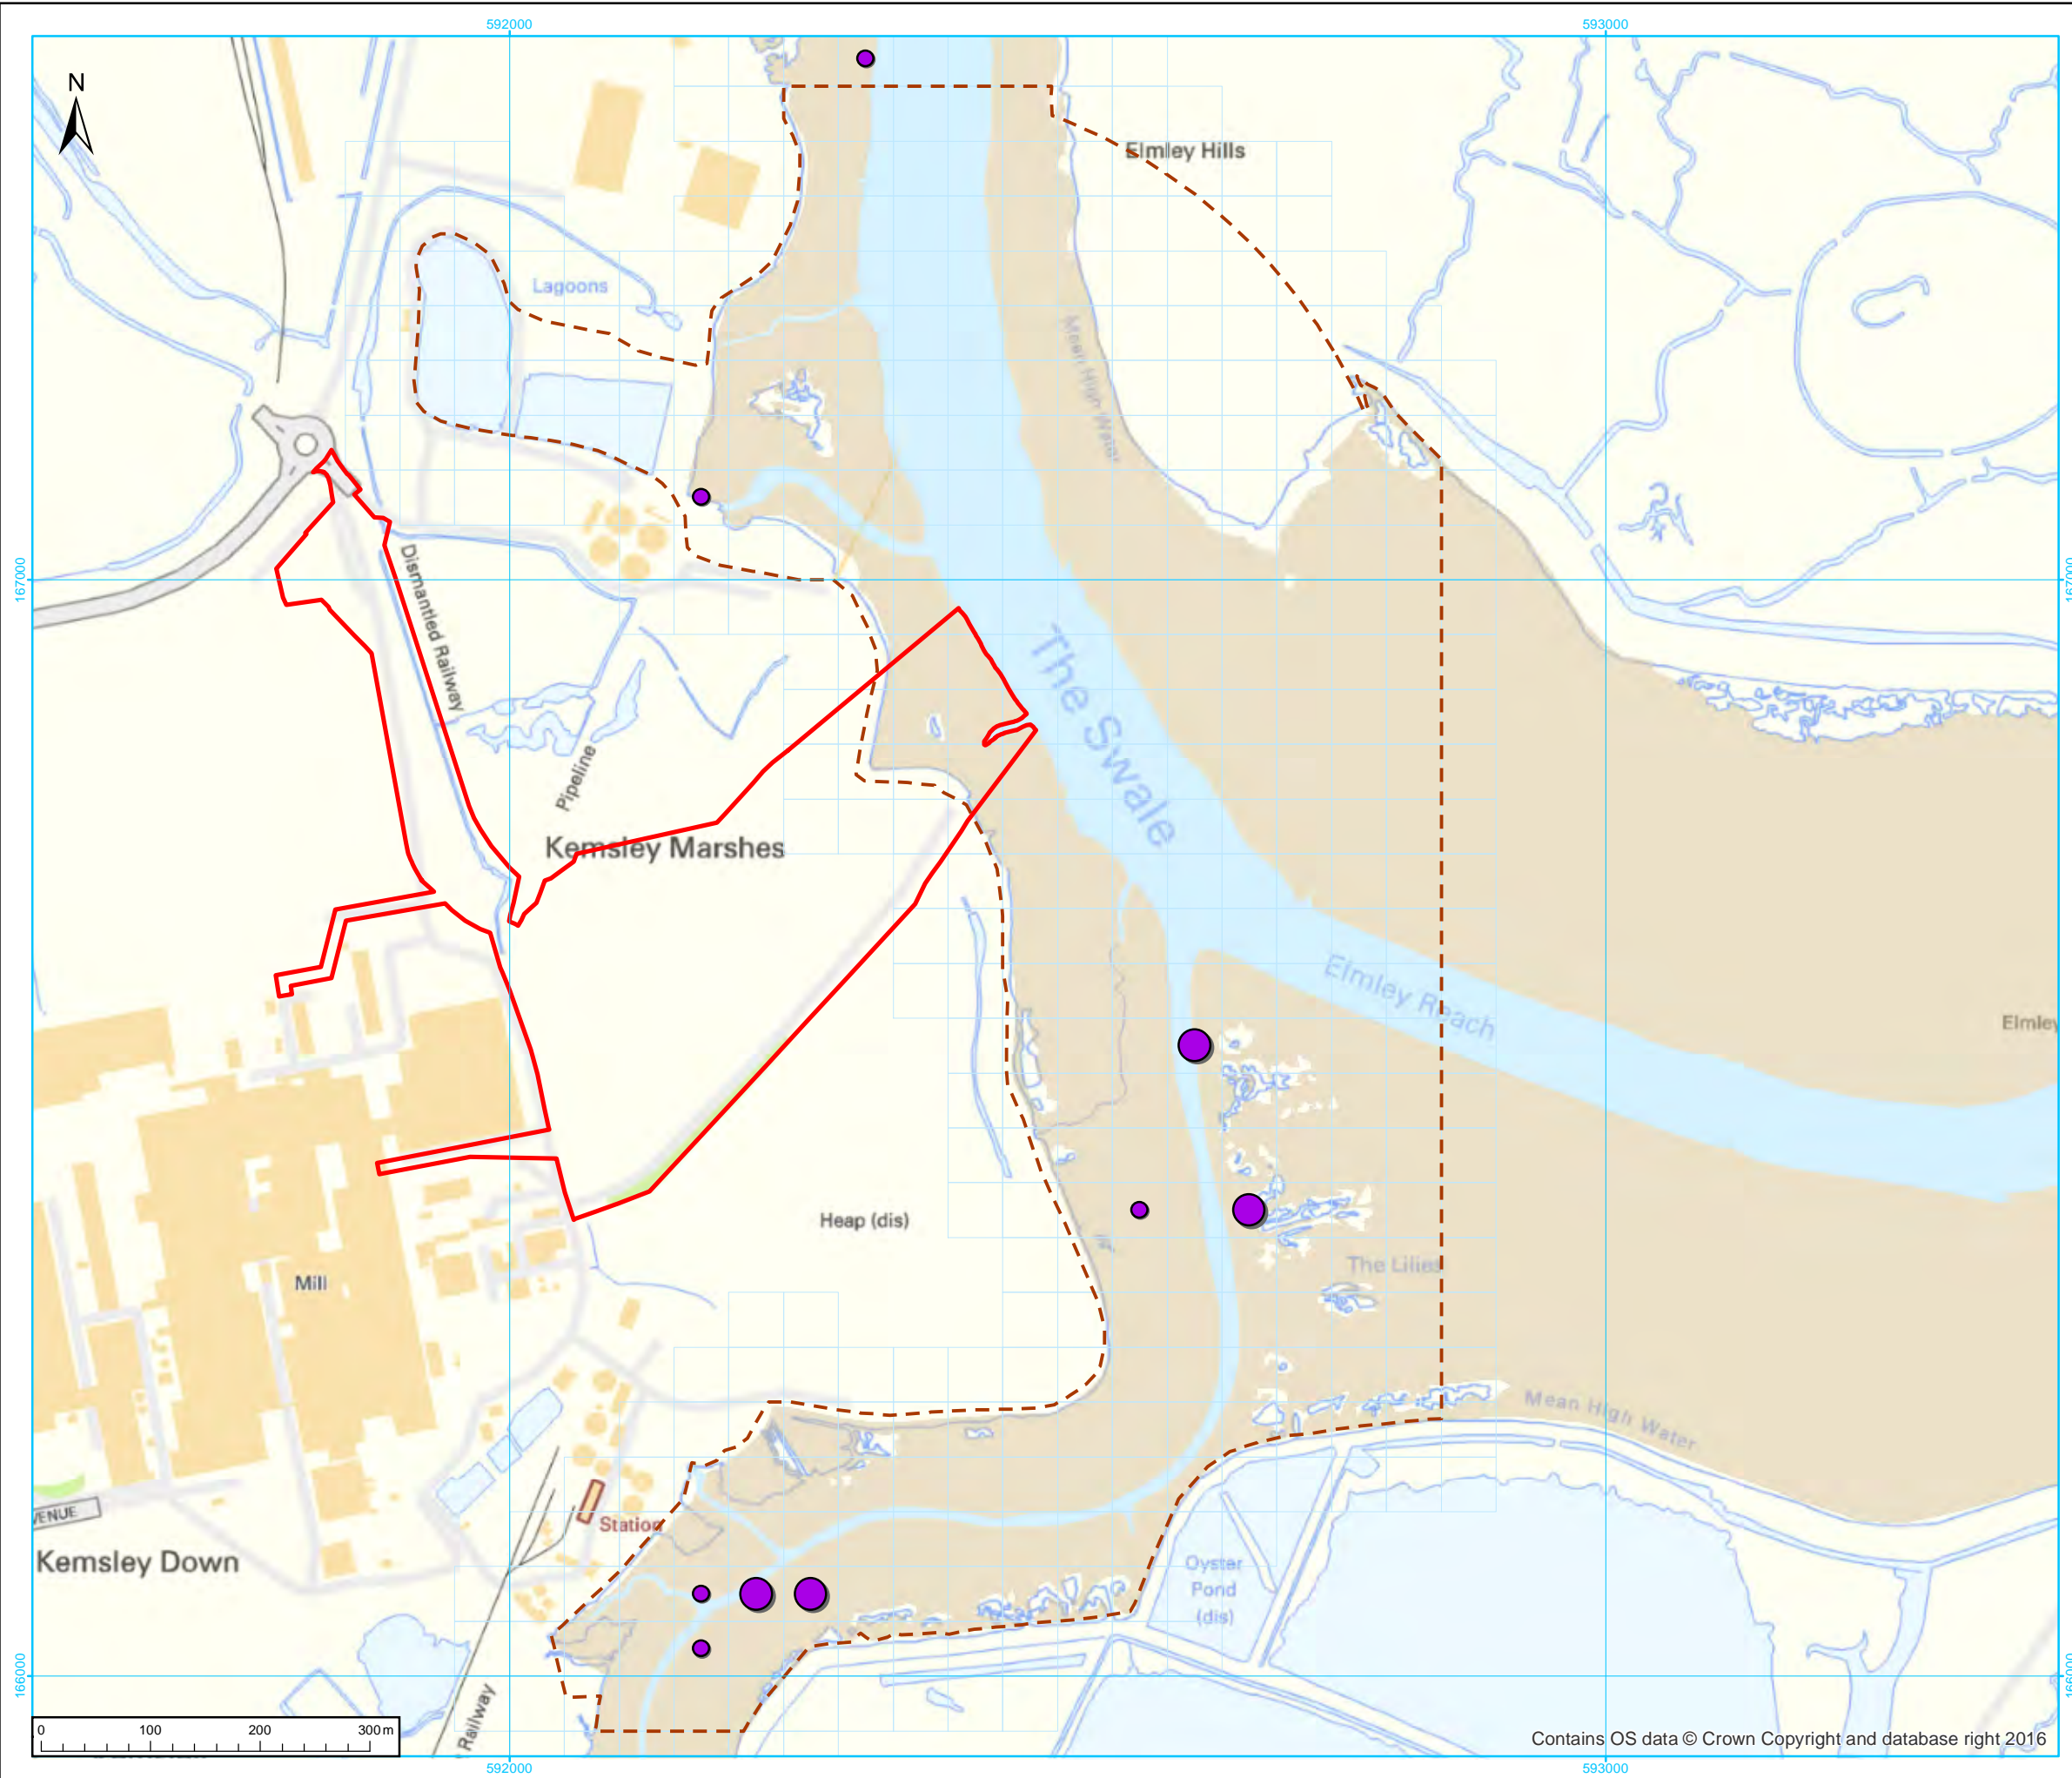 592000
593000
N
Elmley Hills
Lagoons
Mean High Water
167000
167000
Dismantled Railway
The Swale
Pipeline
Kemsley Marshes
Elmley Reach
Elmley
Heap (dis)
The Lilies
Mill
Mean High Water
VENUE
Station
Kemsley Down
Oyster
Pond
(dis)
166000
166000
Railway
0 100 200 300m
Contains OS data © Crown Copyright and database right 2016
592000
593000